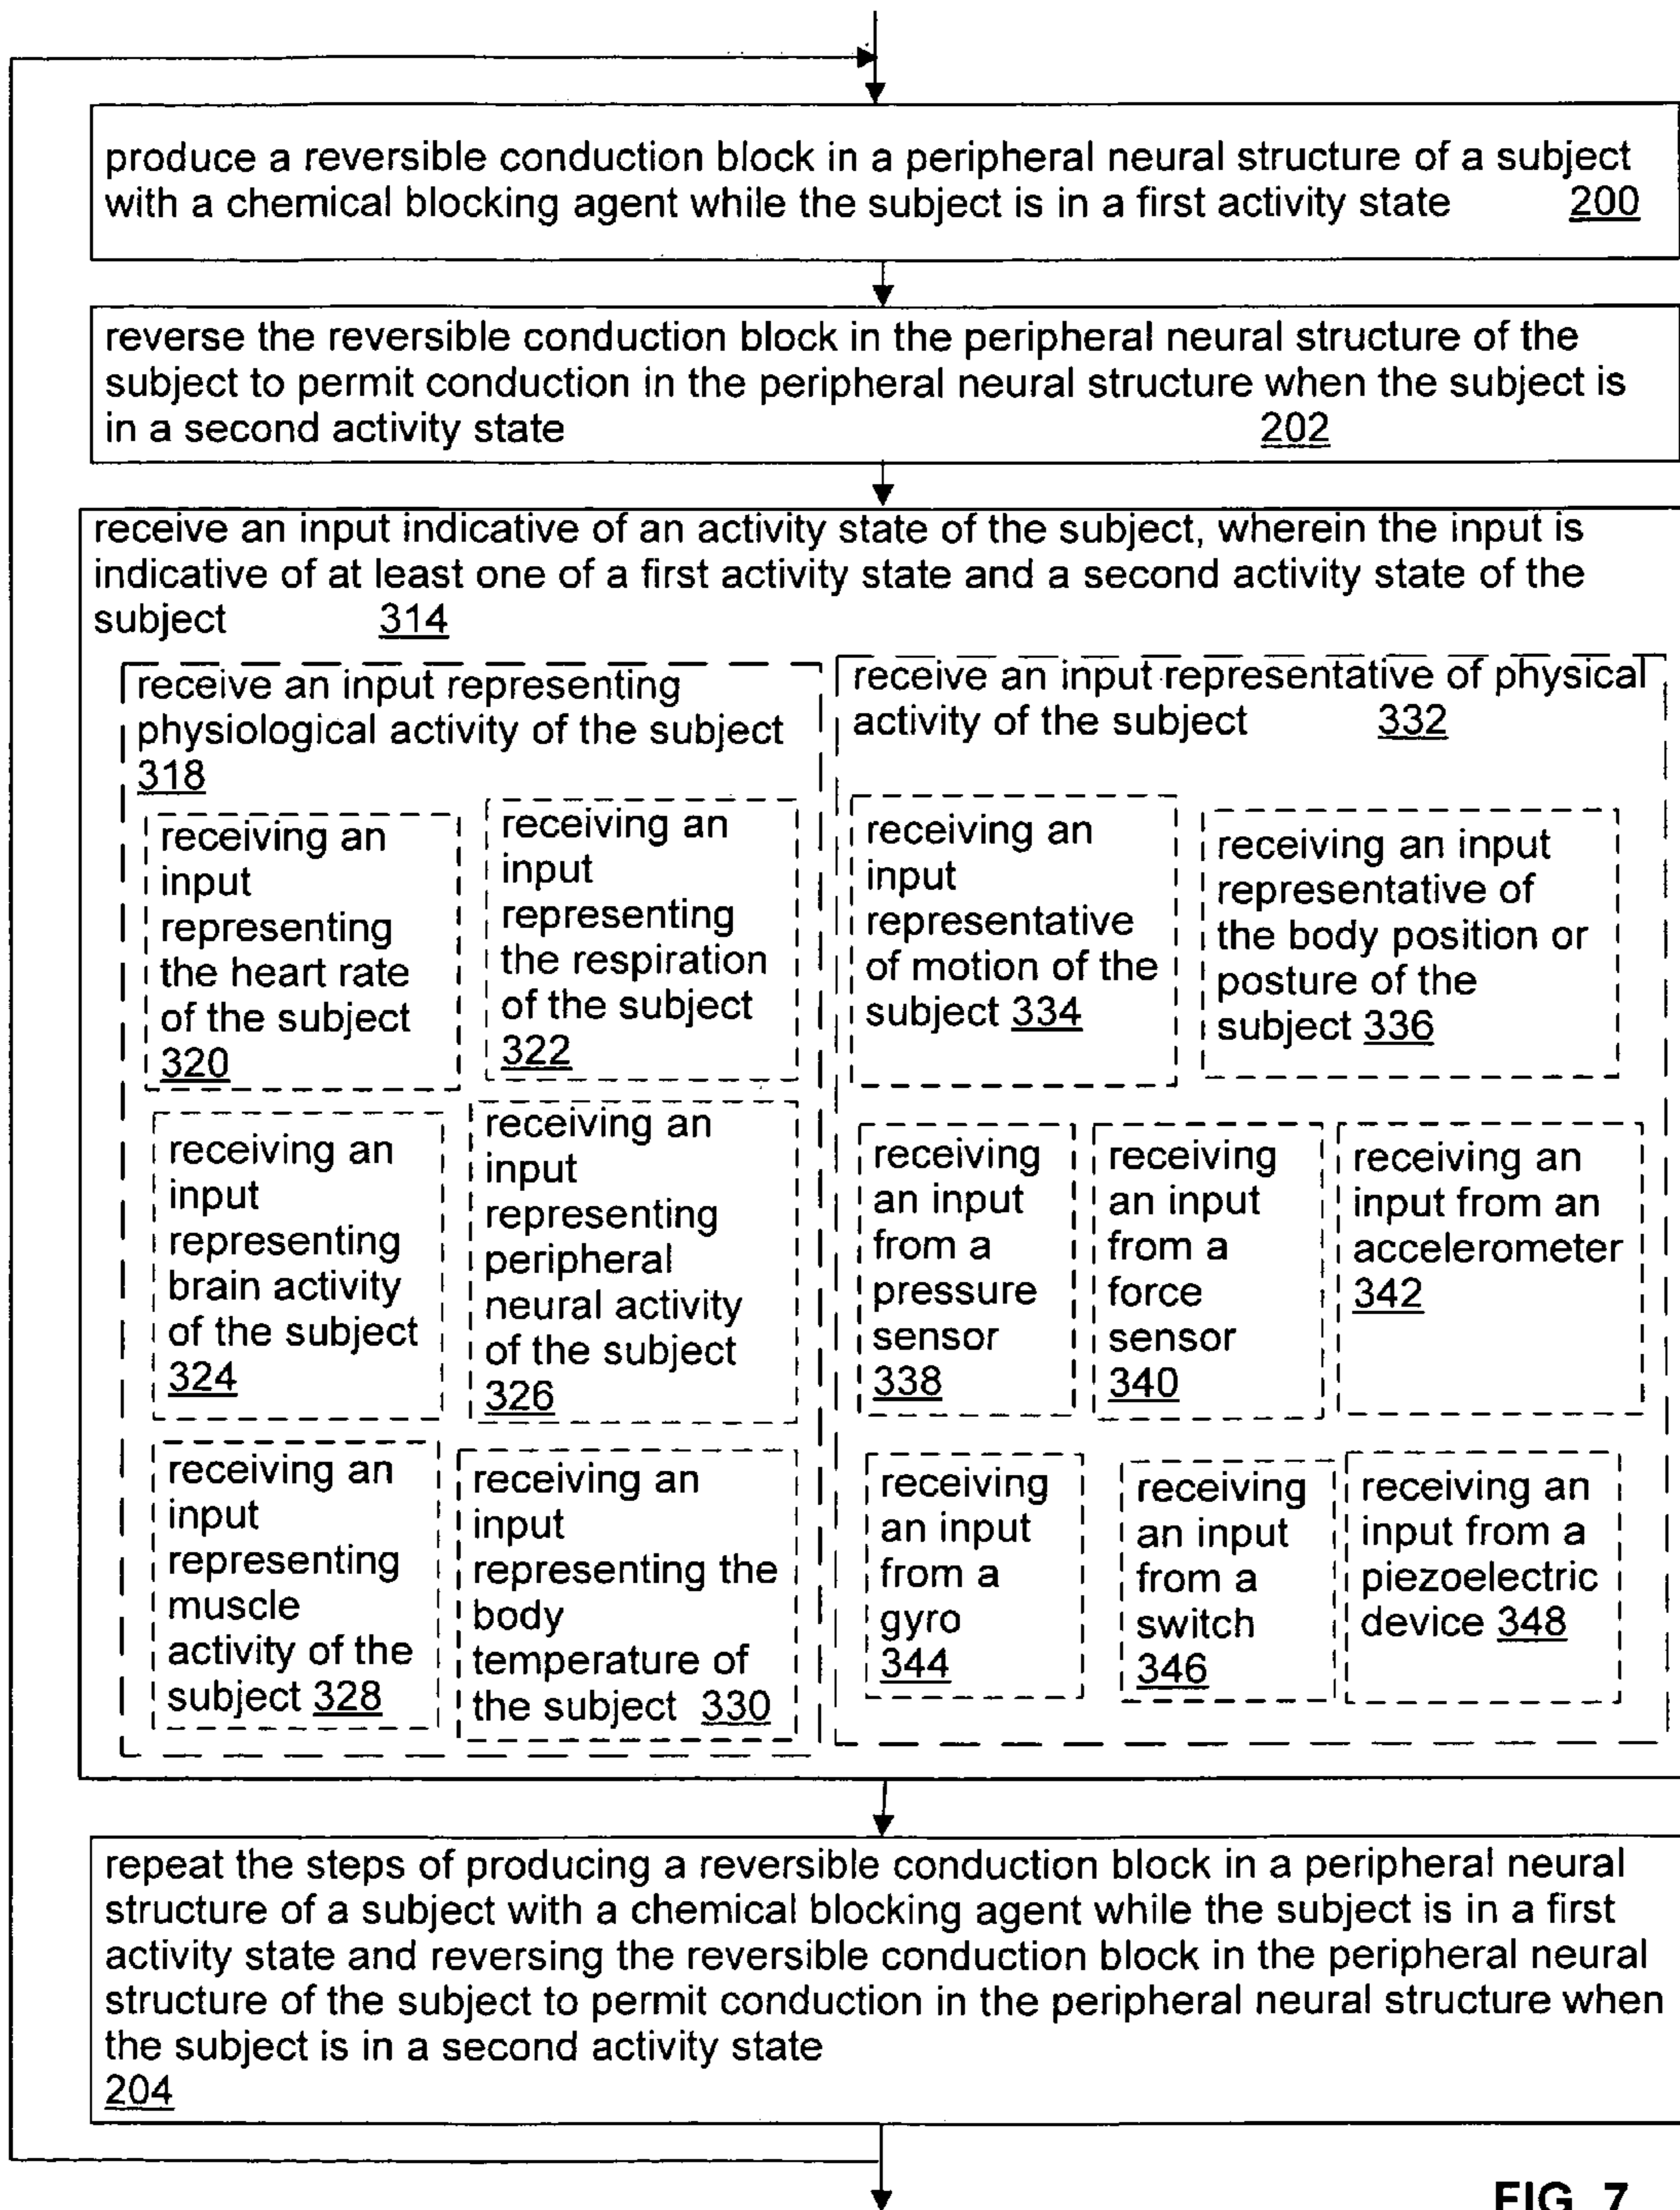 produce a reversible conduction block in a peripheral neural structure of a subject
with a chemical blocking agent while the subject is in a first activity state 200
reverse the reversible conduction block in the peripheral neural structure of the
subject to permit conduction in the peripheral neural structure when the subject is
in a second activity state 202
receive an input indicative of an activity state of the subject, wherein the input is
indicative of at least one of a first activity state and a second activity state of the
subject 314
receive an input representing
physiological activity of the subject
318
receiving an
input
representing
the heart rate
of the subject
320
receiving an
input
representing
the respiration
of the subject
322
receiving an
input
representing
brain activity
of the subject
324
receiving an
input
representing
peripheral
neural activity
of the subject
326
receiving an
input
representing
muscle
activity of the
subject 328
receiving an
input
representing the
body
temperature of
the subject 330
receive an input representative of physical
activity of the subject 332
receiving an
input
representative
of motion of the
subject 334
receiving an input
representative of
the body position or
posture of the
subject 336
receiving
an input
from a
pressure
sensor
338
receiving
an input
from a
force
sensor
340
receiving an
input from an
accelerometer
342
receiving
an input
from a
gyro
344
receiving
an input
from a
switch
346
receiving an
input from a
piezoelectric
device 348
repeat the steps of producing a reversible conduction block in a peripheral neural
structure of a subject with a chemical blocking agent while the subject is in a first
activity state and reversing the reversible conduction block in the peripheral neural
structure of the subject to permit conduction in the peripheral neural structure when
the subject is in a second activity state
204
FIG. 7